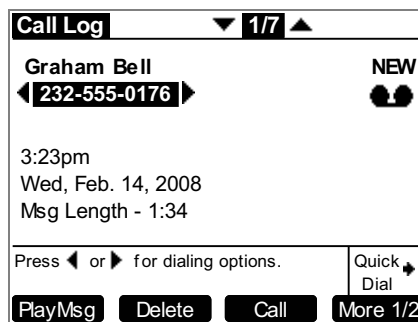 Call Log 1/7
Graham Bell NEW
232-555-0176
3:23pm
Wed, Feb. 14, 2008
Msg Length - 1:34
Press or for dialing options.
Quick
Dial
PlayMsg Delete Call More 1/2